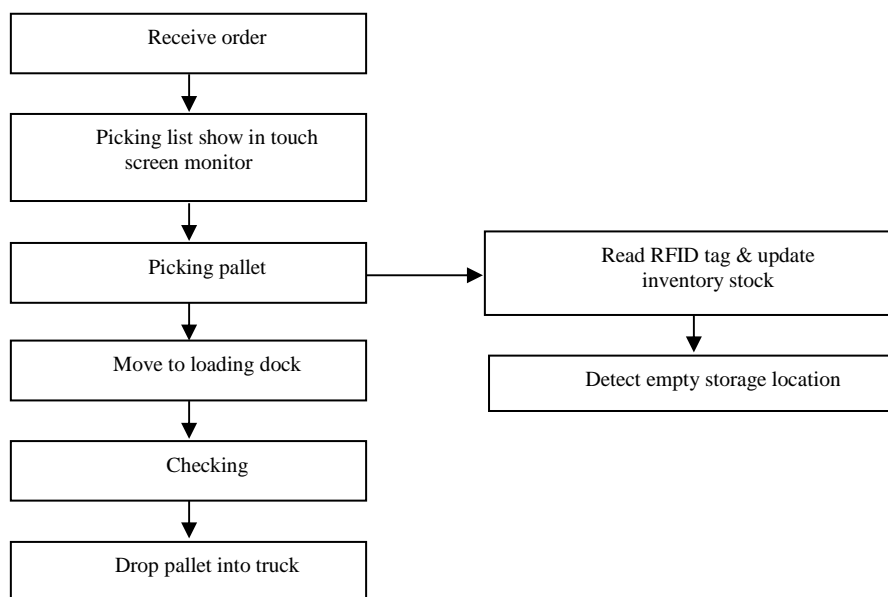 Receive order
Picking list show in touch
screen monitor
Picking pallet
Read RFID tag & update
inventory stock
Move to loading dock
Detect empty storage location
Checking
Drop pallet into truck